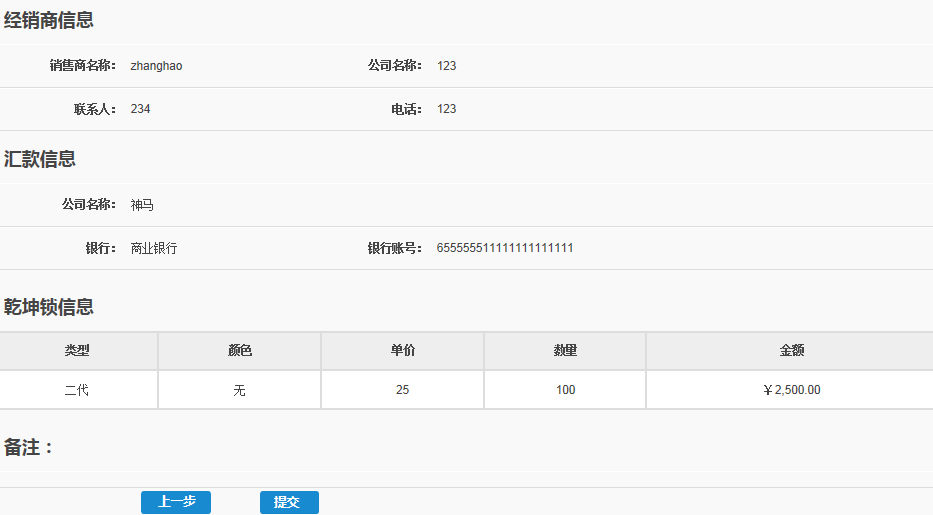 经销商信息
销售商名称： zhanghao 公司名称： 123
联系人： 234 电话： 123
汇款信息
公司名称： 神马
银行： 商业银行 银行账号： 655555511111111111111
乾坤锁信息
类型 颜色 单价 数量 金额
二代 无 25 100 ￥2,500.00
备注：
上一步 提交